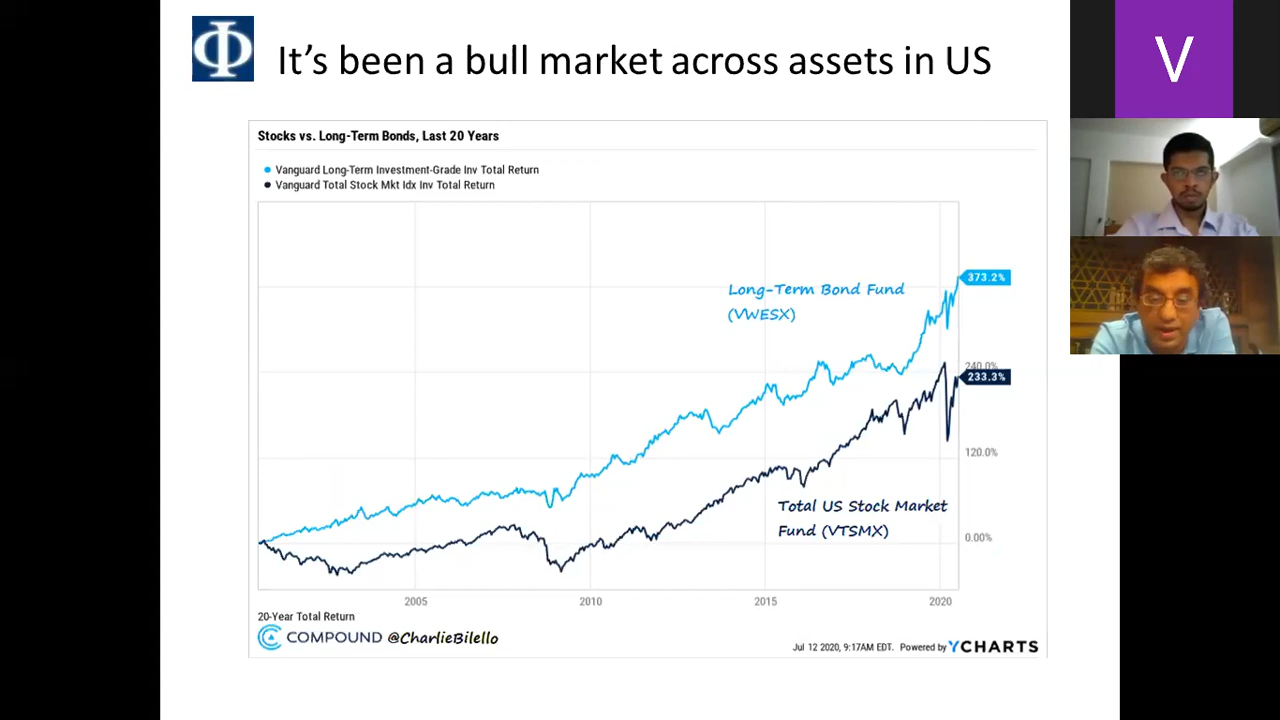 It’s been a bull market across assets in US
V
Stocks vs. Long-Term Bonds, Last 20 Years
Vanguard Long-Term Investment-Grade Inv Total Return
Vanguard Total Stock Mkt Idx Inv Total Return
373.2%
Long-Term Bond Fund
(VWESX)
240.0%
233.3%
120.0%
Total US Stock Market
Fund (VTSMX)
0.00%
2005 2010 2015 2020
20-Year Total Return
COMPOUND @CharlieBilello
Jul 12 2020, 9:17AM EDT. Powered by YCHARTS